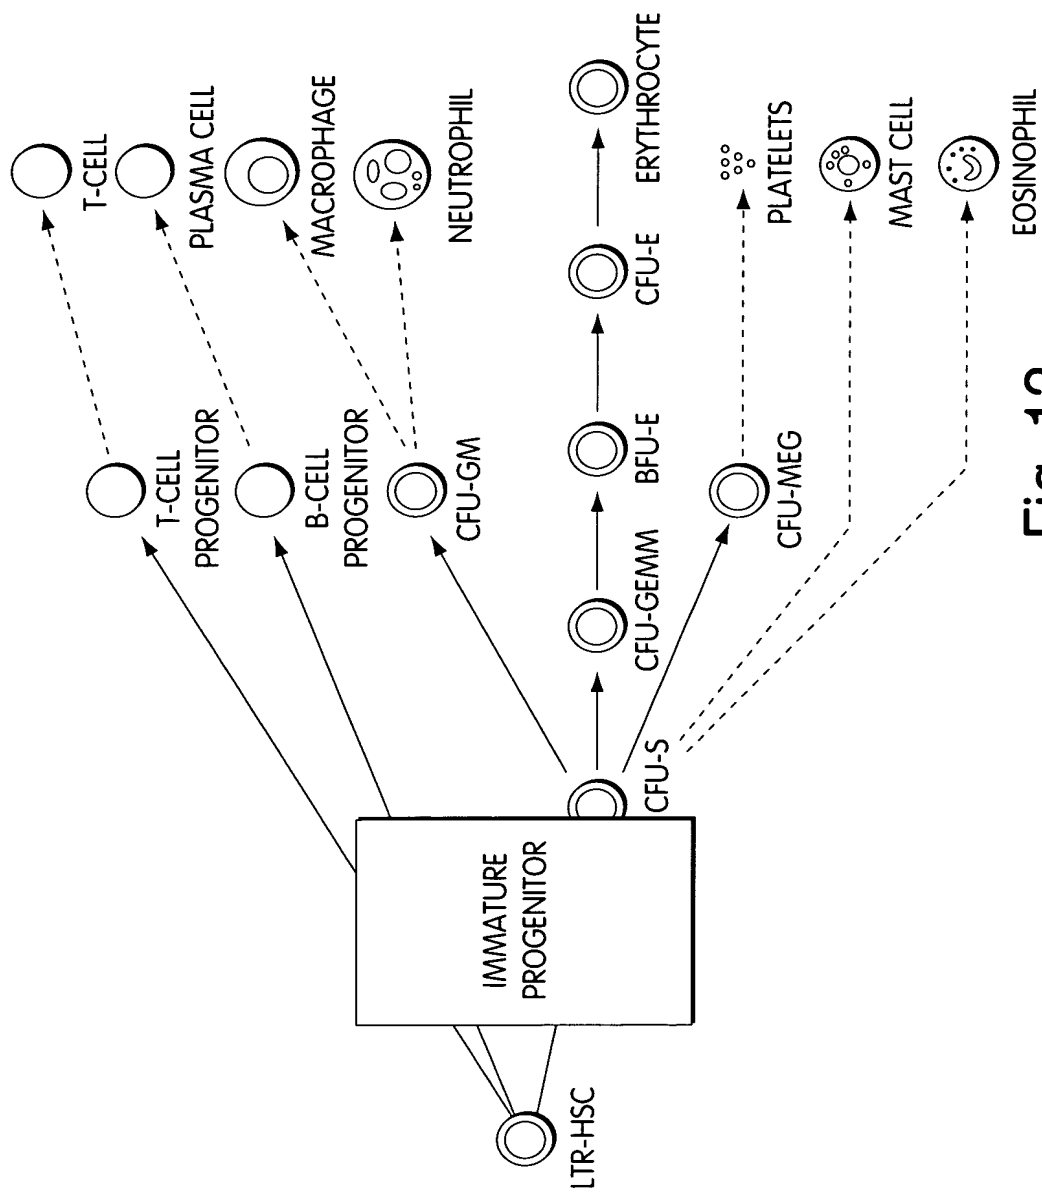 LTR-HSC
IMMATURE
PROGENITOR
CFU-S
T-CELL
PROGENITOR
B-CELL
PROGENITOR
CFU-GM
CFU-GEMM
BFU-E
CFU-E
ERYTHROCYTE
CFU-MEG
T-CELL
PLASMA CELL
MACROPHAGE
NEUTROPHIL
PLATELETS
MAST CELL
EOSINOPHIL